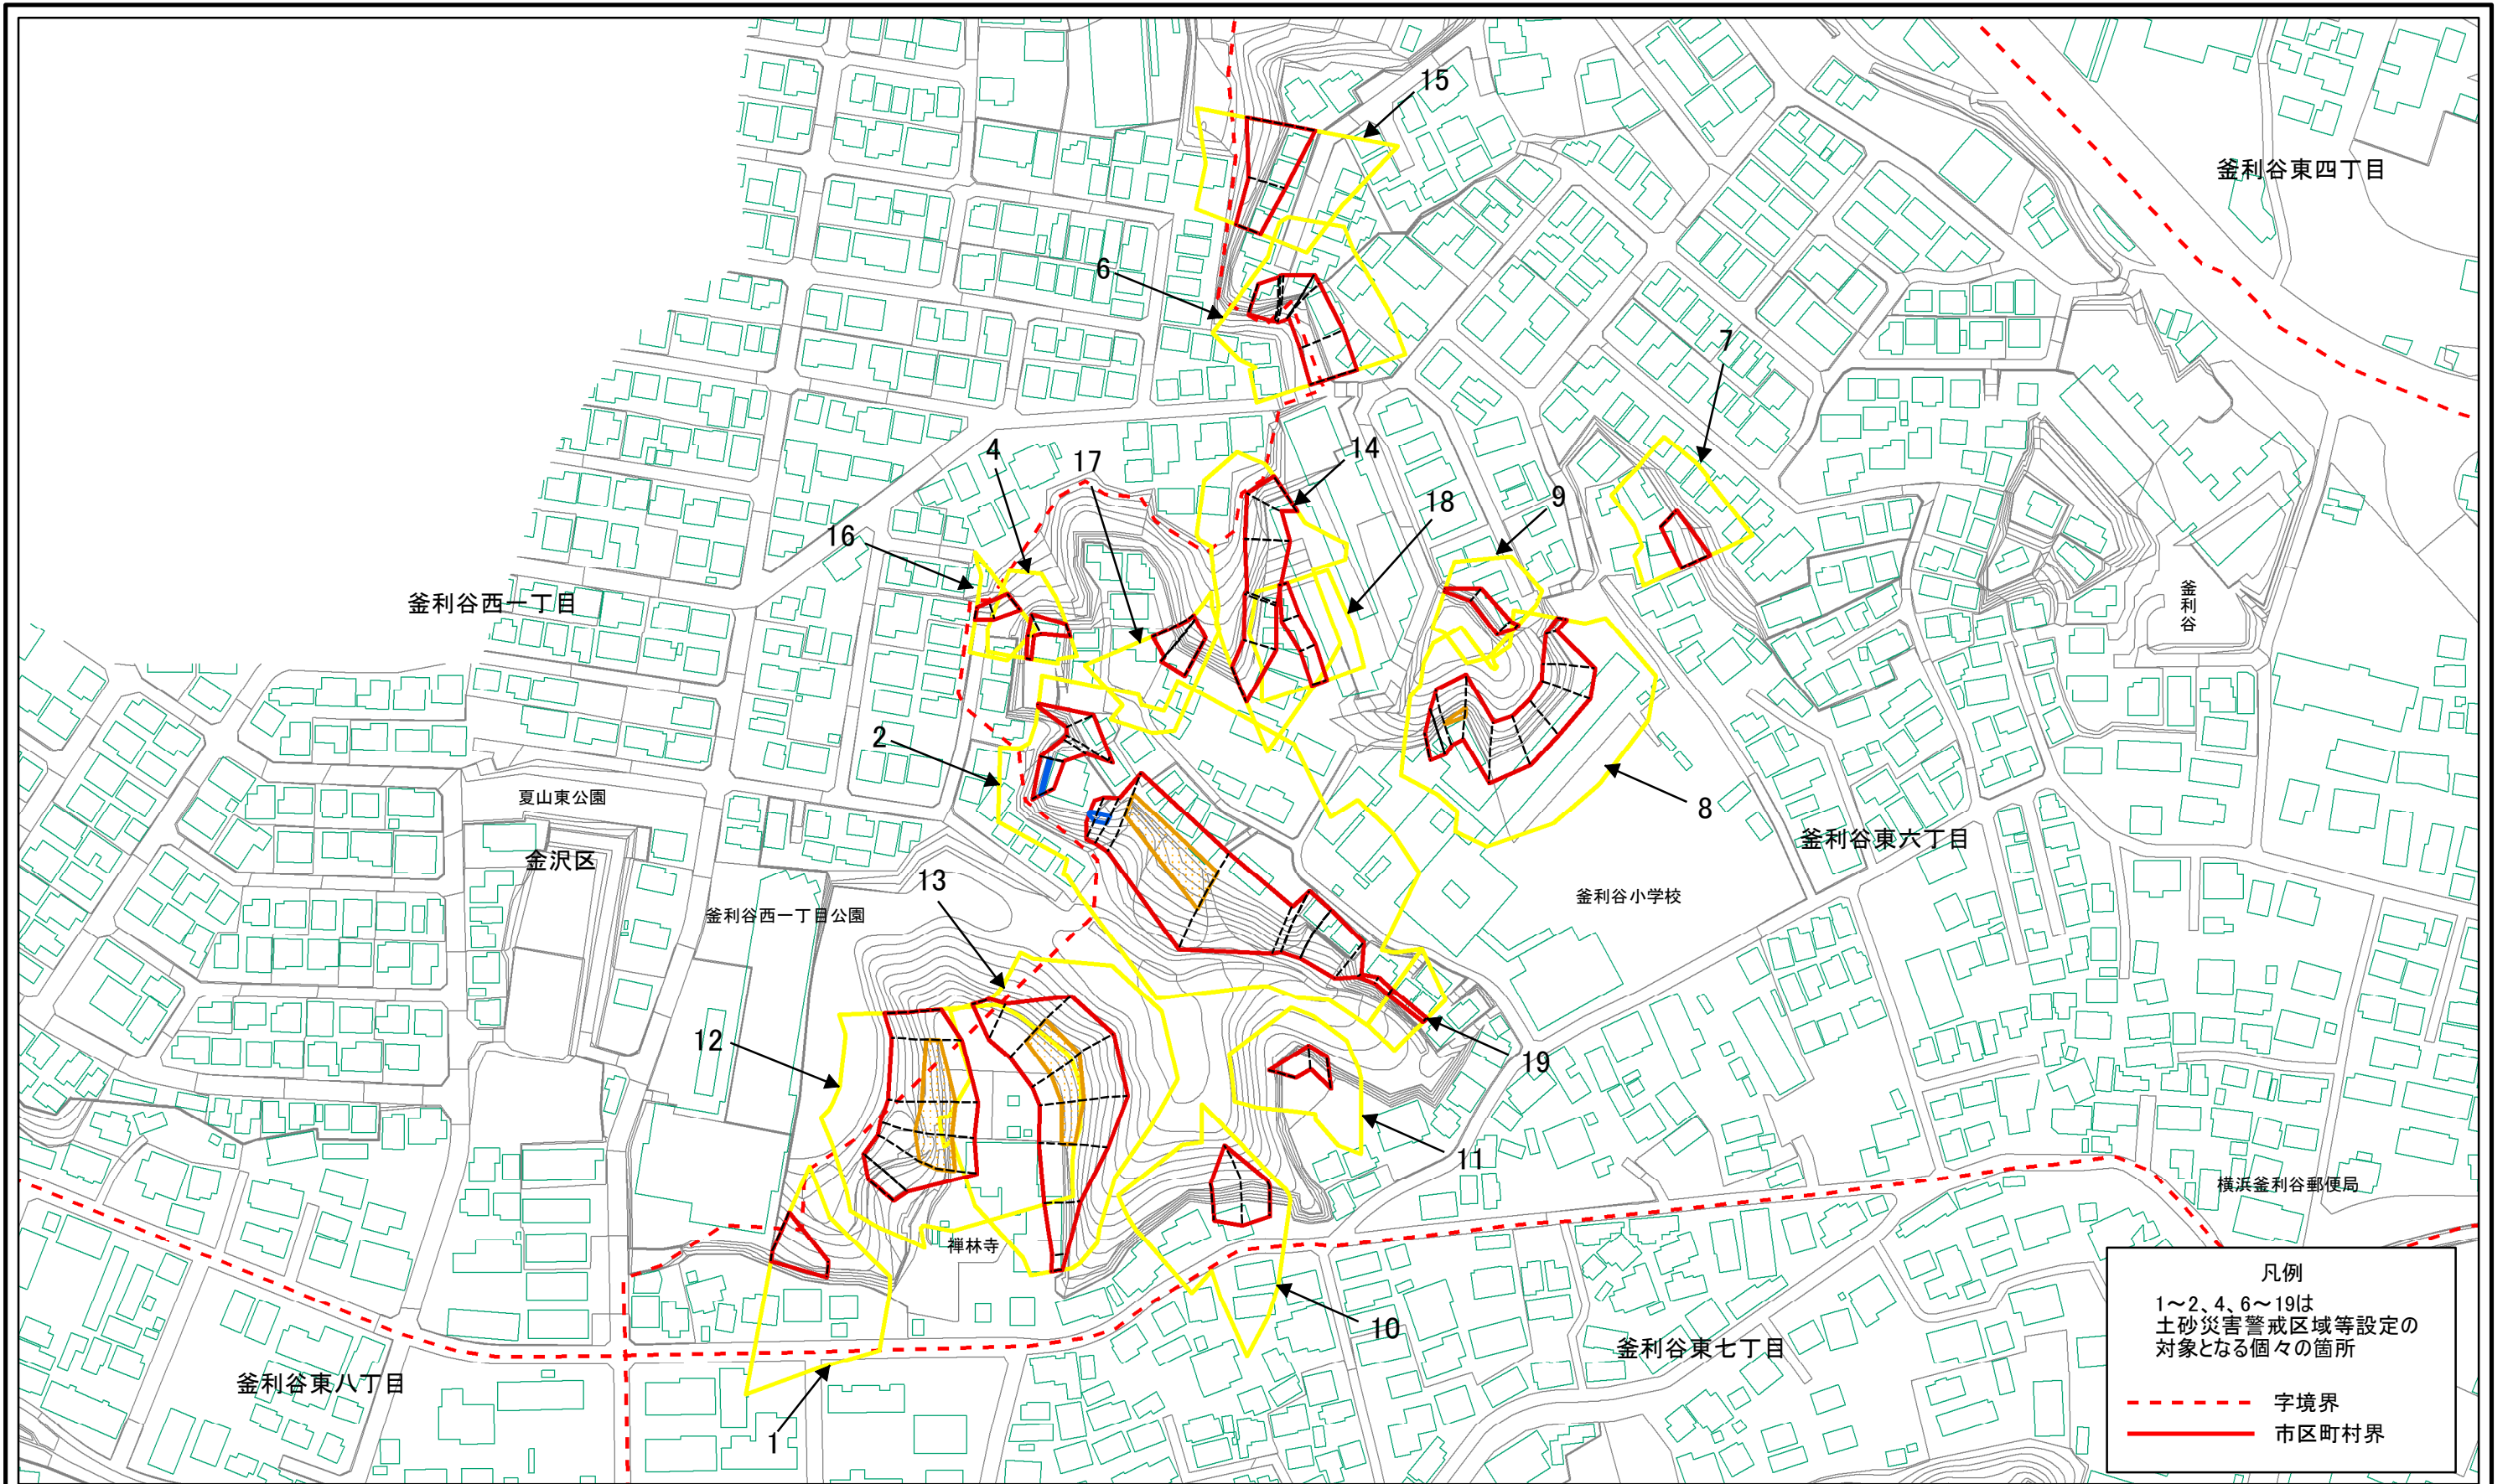 15
釜利谷東四丁目
6
7
14
4
17
18
9
16
釜利谷西一丁目
釜利谷
2
夏山東公園
8
釜利谷東六丁目
金沢区
13
釜利谷西一丁目公園
釜利谷小学校
12
19
11
横浜釜利谷郵便局
禅林寺
10
釜利谷東七丁目
釜利谷東八丁目
1
凡例
1～2、4、6～19は
土砂災害警戒区域等設定の
対象となる個々の箇所
字境界
市区町村界